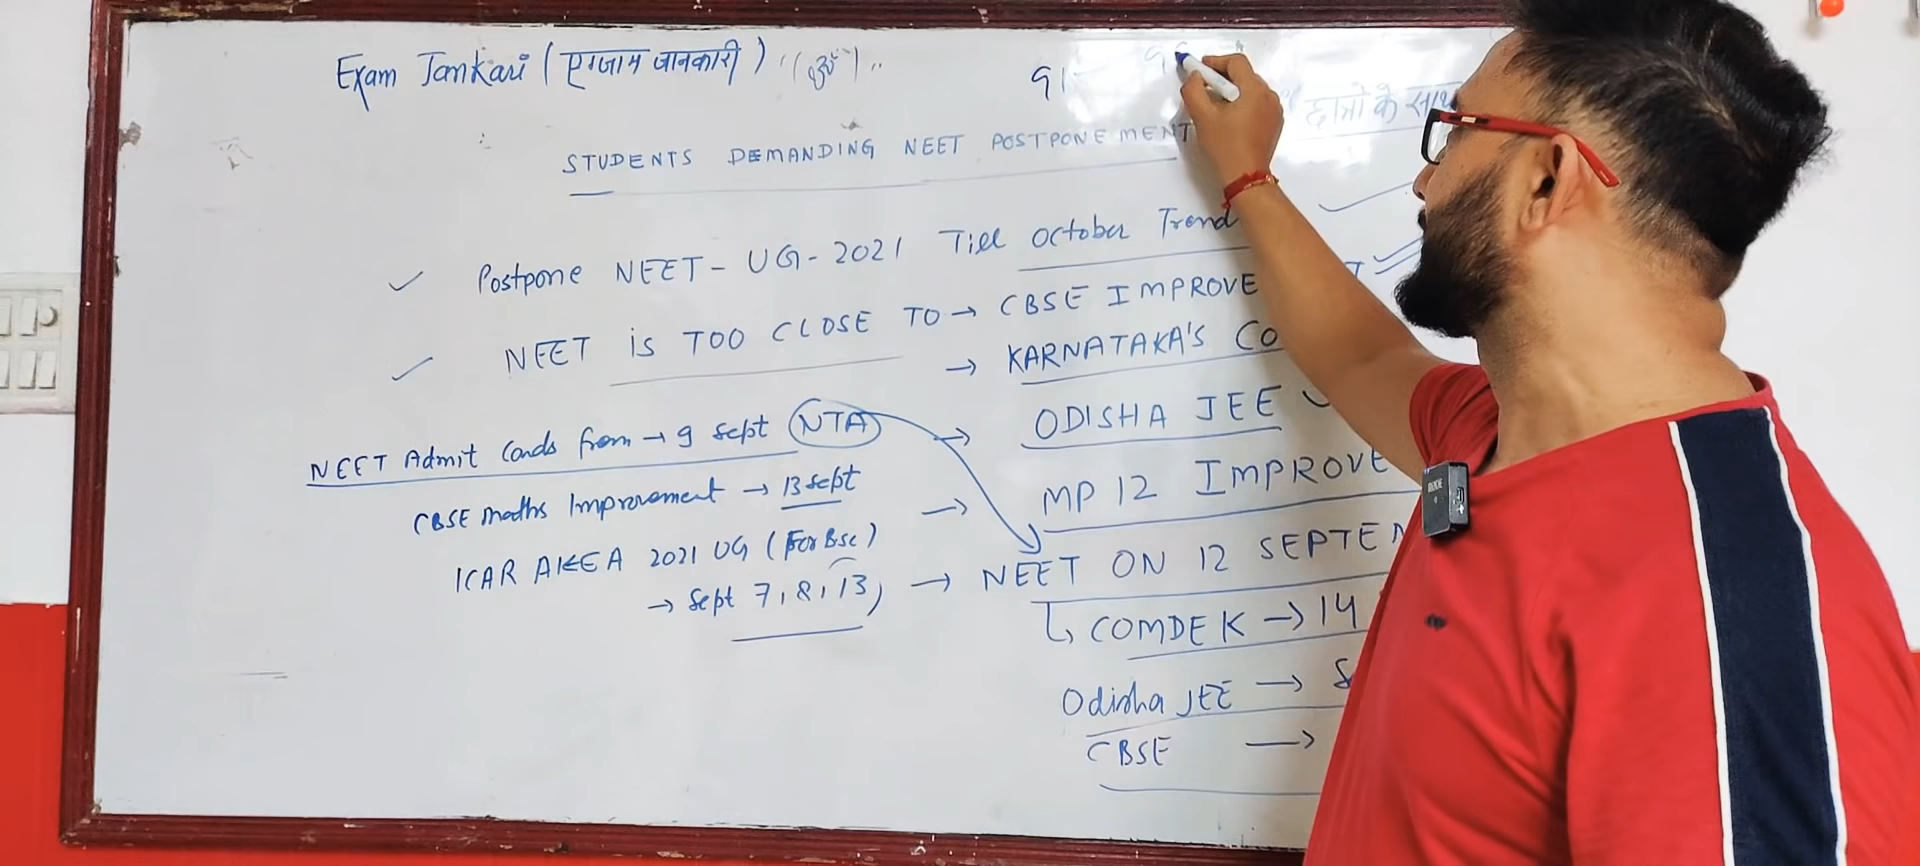 Exam Jankari (एग्जाम जानकारी)
91
छात्रों के साथ
STUDENTS DEMANDING NEET POSTPONEMENT
Postpone NEET - UG - 2021 Till October Trend
NEET is TOO CLOSE TO → CBSE IMPROVE
→ KARNATAKA'S CO
→ ODISHA JEE
NEET Admit Cards from → 9 Sept NTA
→ MP 12 IMPROVE
CBSE Maths Improvement → 13 Sept
ICAR AIEEA 2021 UG (For Bsc)
→ Sept 7, 8, 13,
→ NEET ON 12 SEPTE
COMDEK → 14
Odisha JEE →
CBSE →